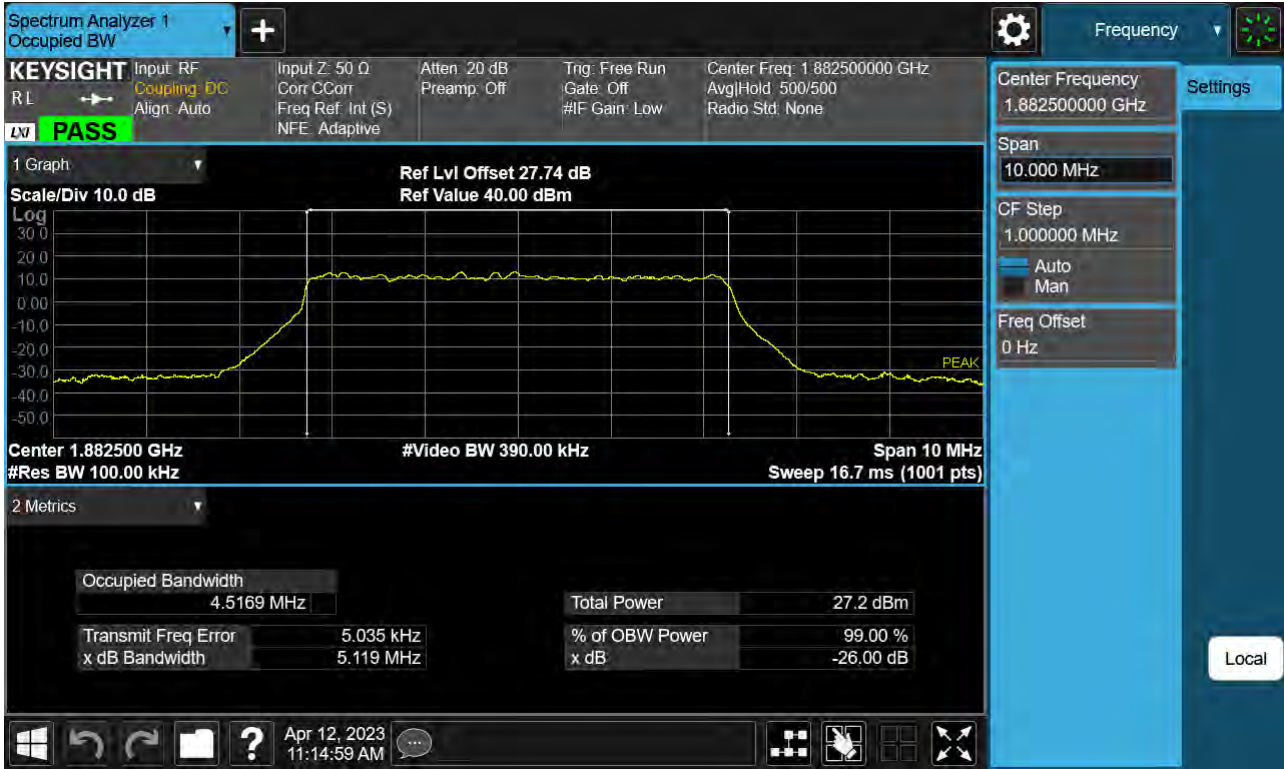 Spectrum Analyzer 1
Occupied BW
Frequency
KEYSIGHT
R L
LXI
PASS
Input: RF
Coupling: DC
Align: Auto
Input Z: 50 Ω
Corr CCorr
Freq Ref: Int (S)
NFE: Adaptive
Atten: 20 dB
Preamp: Off
Trig: Free Run
Gate: Off
#IF Gain: Low
Center Freq: 1.882500000 GHz
Avg|Hold: 500/500
Radio Std: None
1 Graph
Scale/Div 10.0 dB
Ref Lvl Offset 27.74 dB
Ref Value 40.00 dBm
Log
30.0
20.0
10.0
0.00
-10.0
-20.0
-30.0
-40.0
-50.0
PEAK
Center 1.882500 GHz
#Video BW 390.00 kHz
Span 10 MHz
#Res BW 100.00 kHz
Sweep 16.7 ms (1001 pts)
2 Metrics
Occupied Bandwidth
4.5169 MHz
Total Power 27.2 dBm
Transmit Freq Error 5.035 kHz
% of OBW Power 99.00 %
x dB Bandwidth 5.119 MHz
x dB -26.00 dB
Center Frequency
1.882500000 GHz
Settings
Span
10.000 MHz
CF Step
1.000000 MHz
Auto
Man
Freq Offset
0 Hz
Local
?
Apr 12, 2023
11:14:59 AM